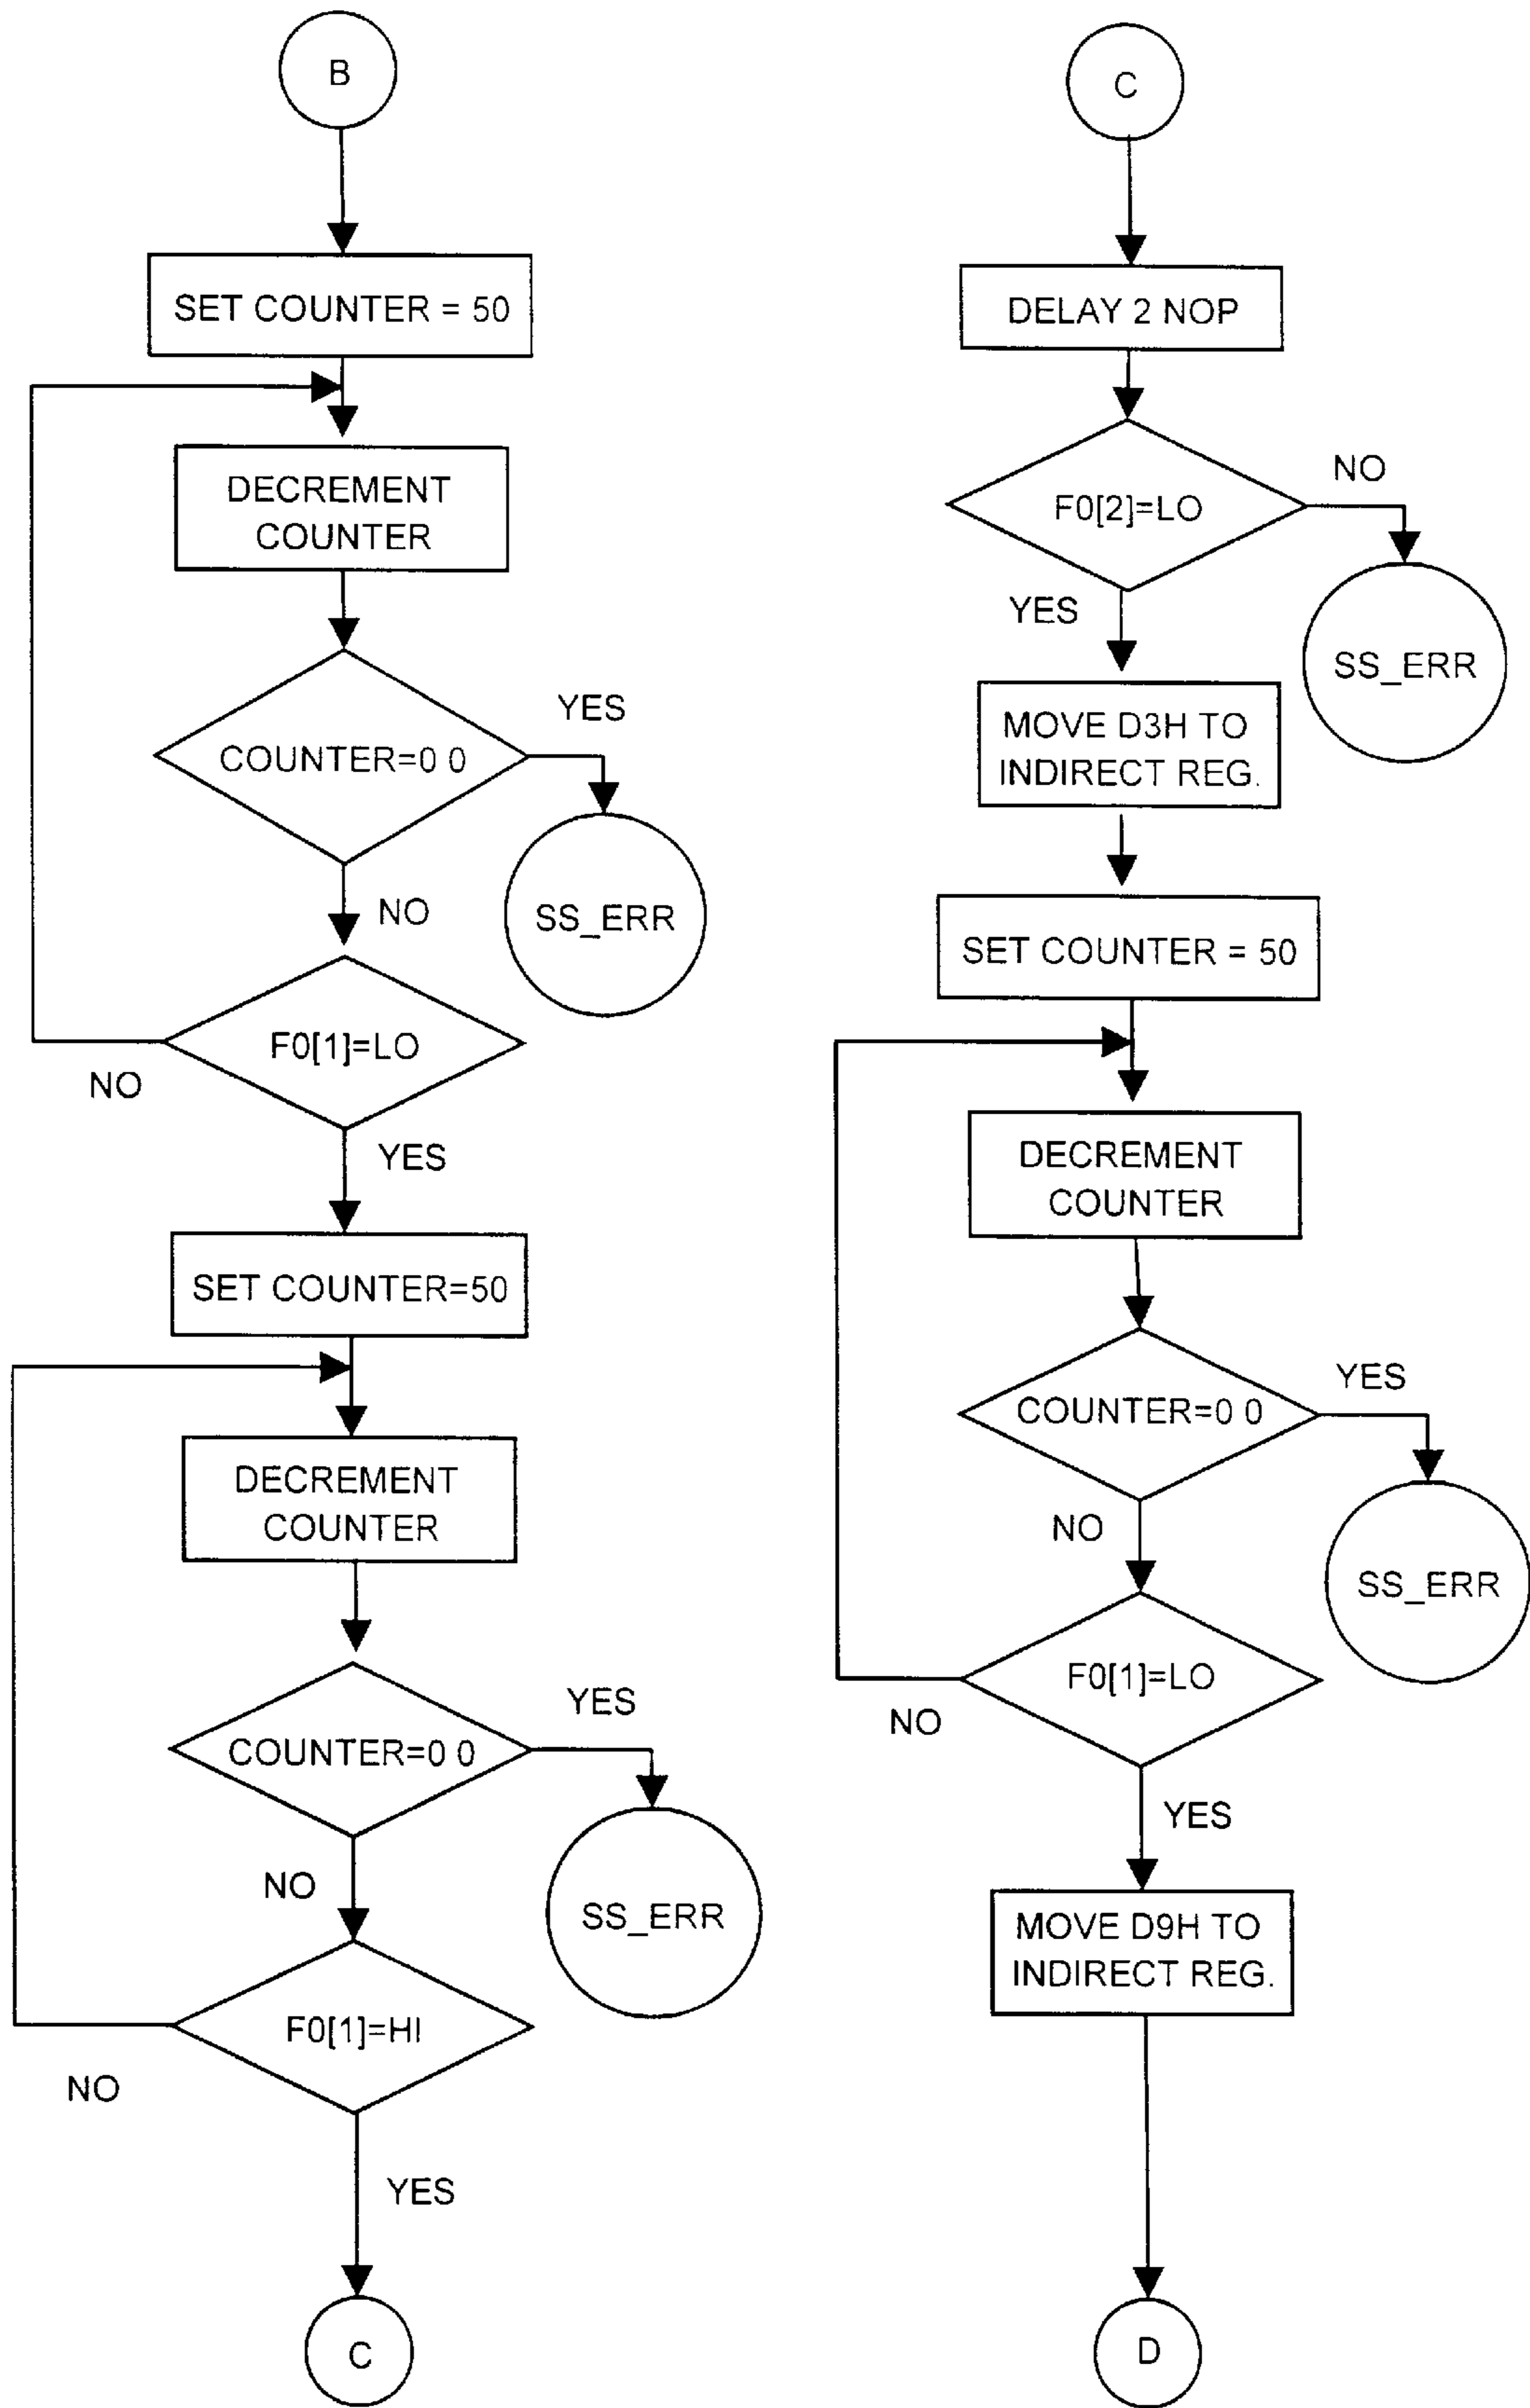 B
SET COUNTER = 50
DECREMENT
COUNTER
COUNTER=0 0
YES
SS_ERR
NO
F0[1]=LO
NO
YES
SET COUNTER=50
DECREMENT
COUNTER
COUNTER=0 0
YES
SS_ERR
NO
F0[1]=HI
NO
YES
C
C
DELAY 2 NOP
F0[2]=LO
NO
SS_ERR
YES
MOVE D3H TO
INDIRECT REG.
SET COUNTER = 50
DECREMENT
COUNTER
COUNTER=0 0
YES
SS_ERR
NO
F0[1]=LO
NO
YES
MOVE D9H TO
INDIRECT REG.
D